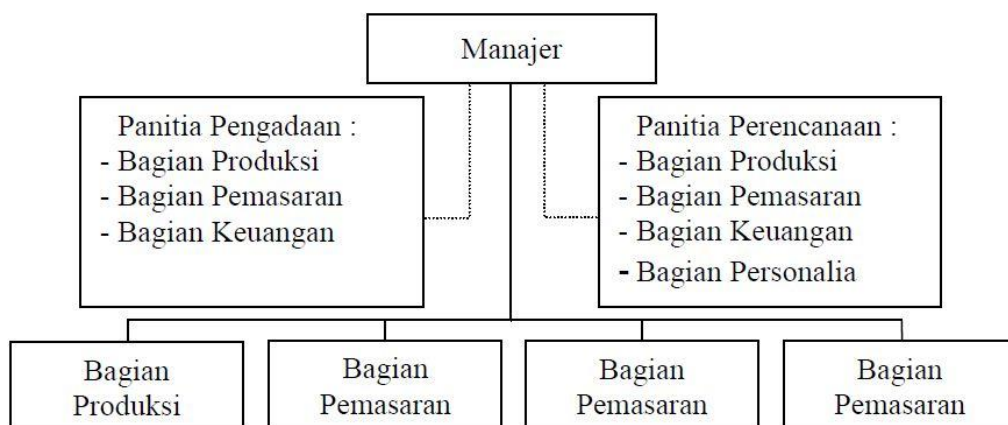 Manajer
Panitia Pengadaan :
- Bagian Produksi
- Bagian Pemasaran
- Bagian Keuangan
Panitia Perencanaan :
- Bagian Produksi
- Bagian Pemasaran
- Bagian Keuangan
- Bagian Personalia
Bagian
Produksi
Bagian
Pemasaran
Bagian
Pemasaran
Bagian
Pemasaran